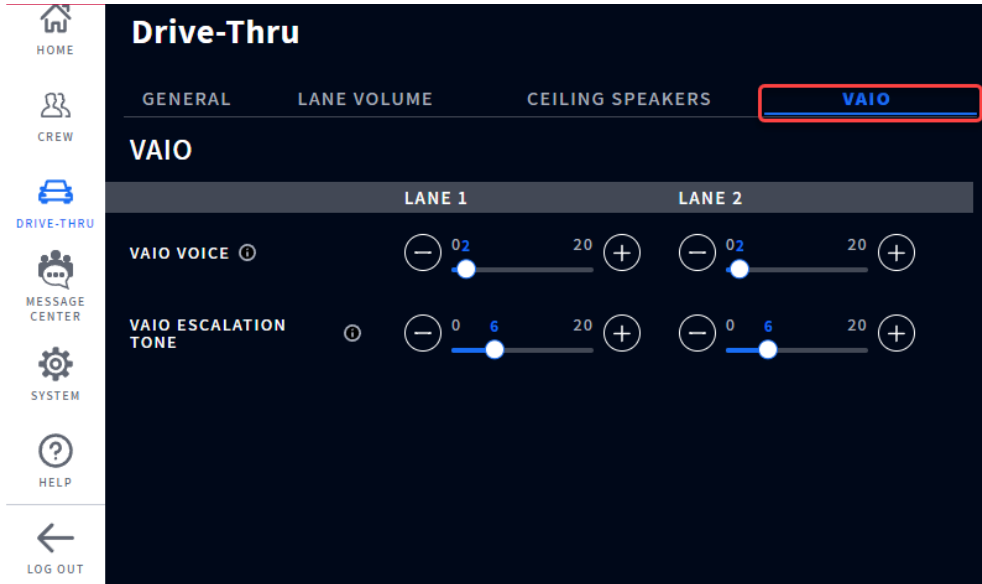 HOME
CREW
DRIVE-THRU
MESSAGE
CENTER
SYSTEM
HELP
LOG OUT
Drive-Thru
GENERAL LANE VOLUME CEILING SPEAKERS VAIO
VAIO
LANE 1 LANE 2
VAIO VOICE 0 2 20 0 2 20
VAIO ESCALATION
TONE 0 6 20 0 6 20